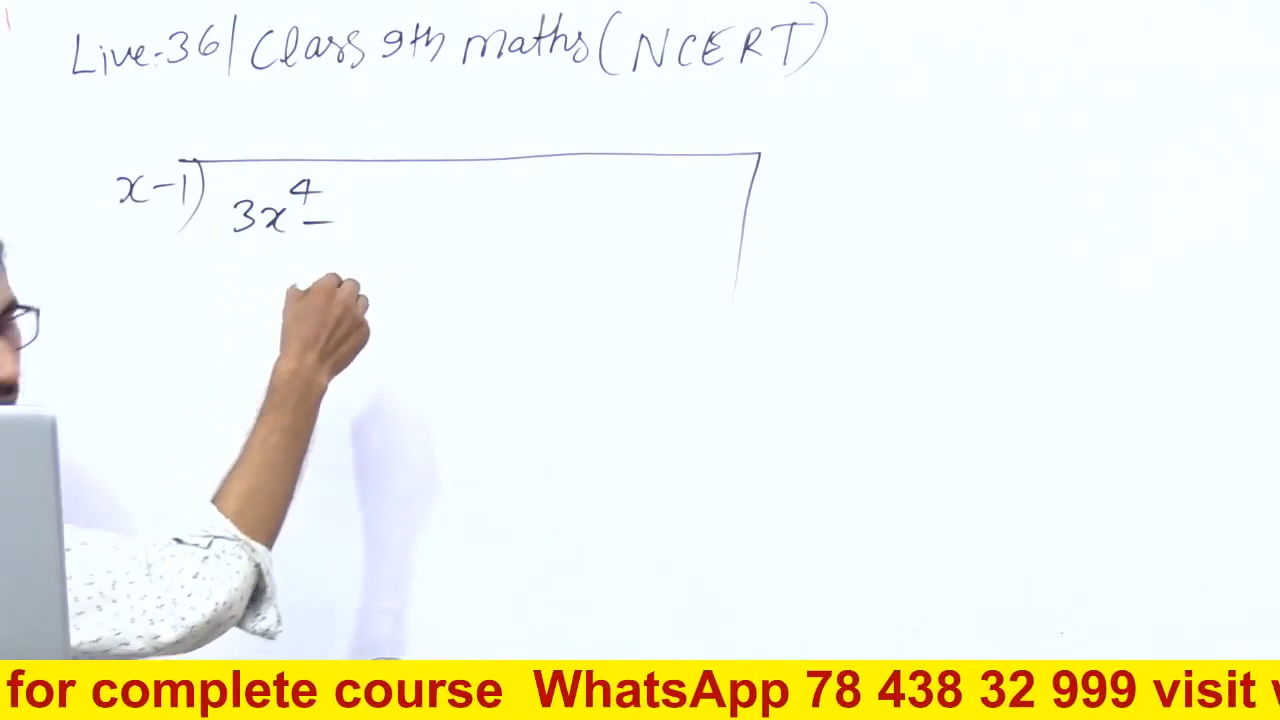 Live:-36| Class 9th maths (NCERT)
x-1) 3x⁴ -
for complete course WhatsApp 78 438 32 999 visit